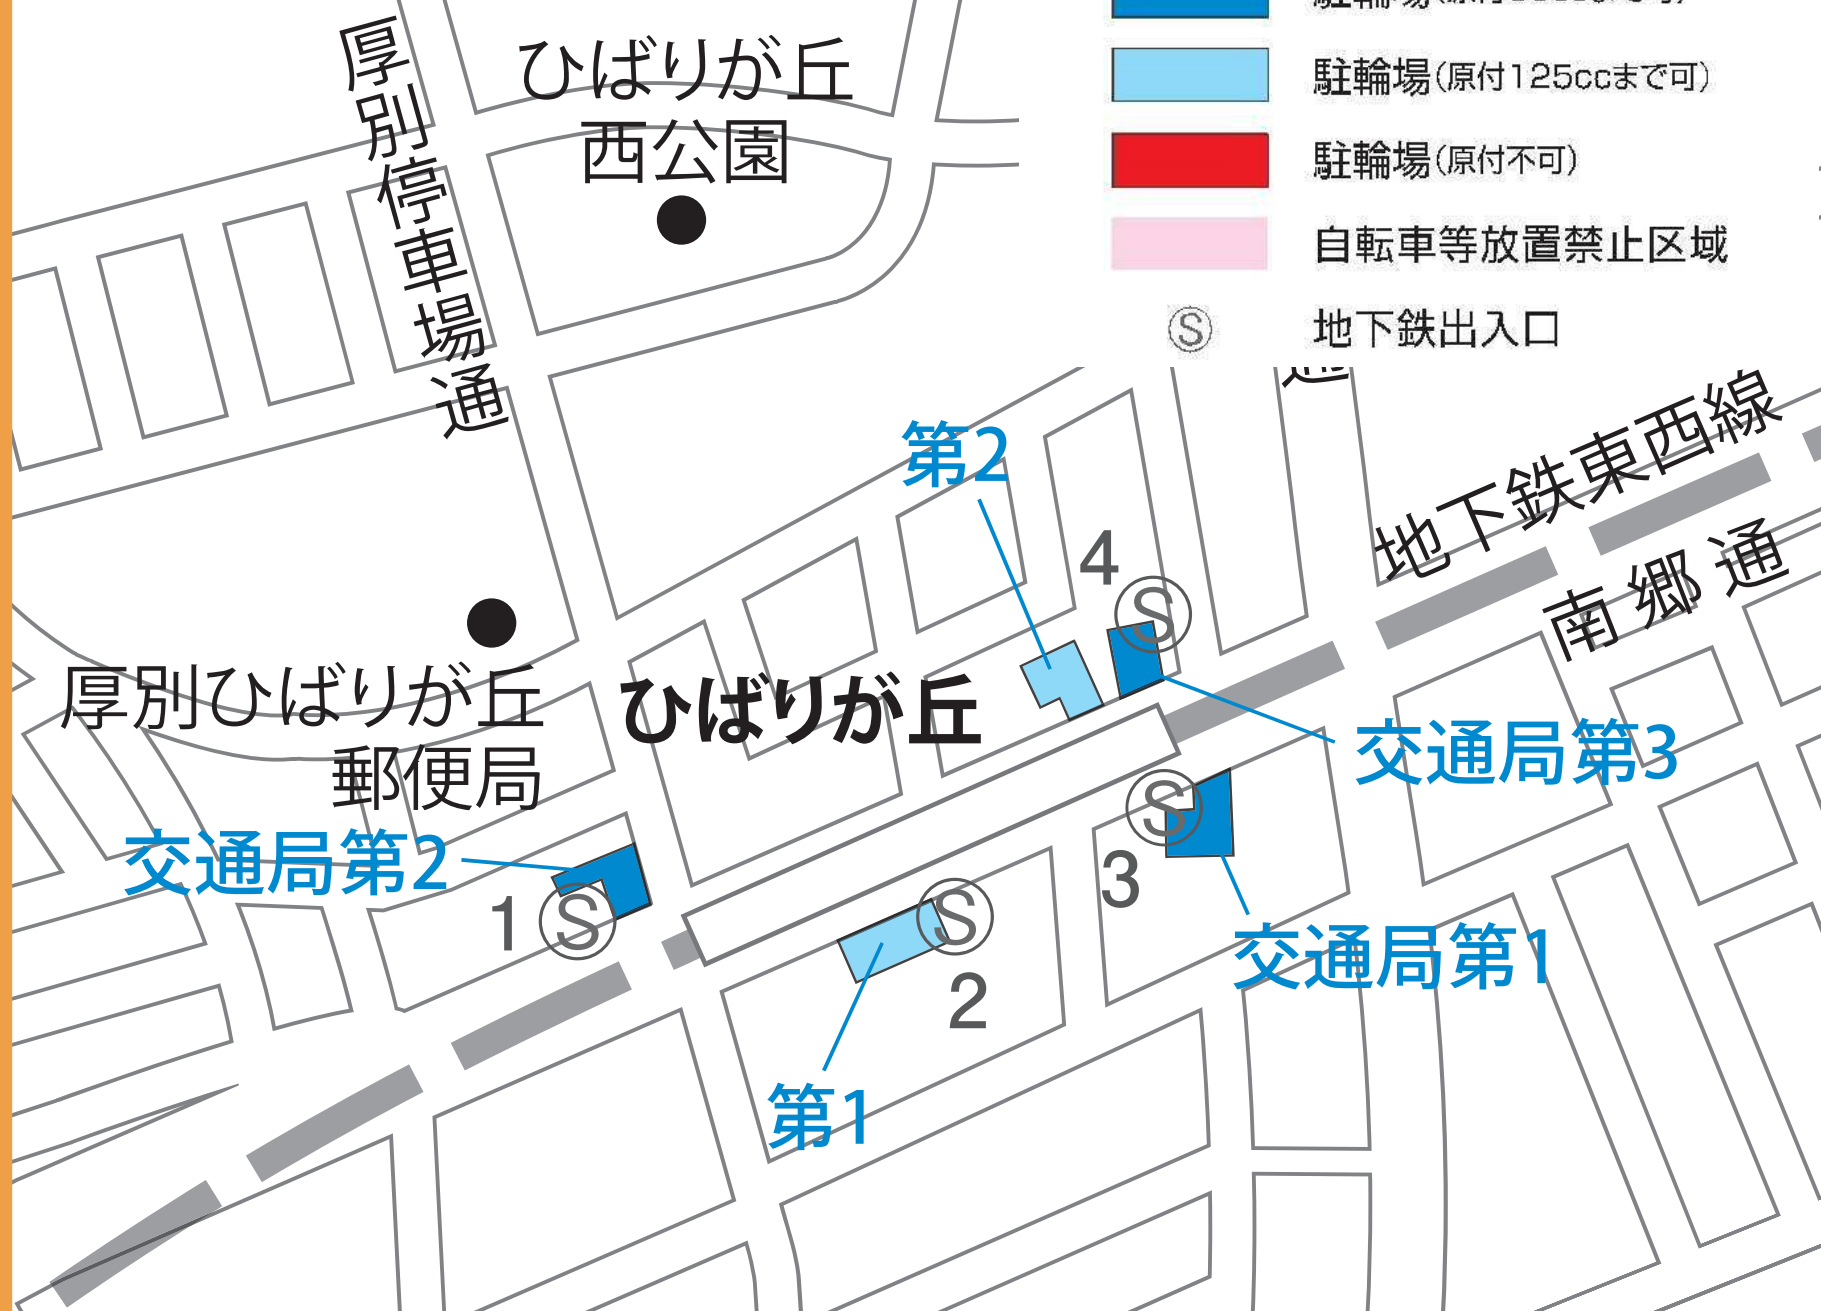 駐輪場
駐輪場(原付125ccまで可)
駐輪場(原付不可)
自転車等放置禁止区域
Ⓢ 地下鉄出入口
厚別停車場通
ひばりが丘
西公園
通
地下鉄東西線
南郷通
第2
4
S
厚別ひばりが丘
郵便局
ひばりが丘
交通局第3
交通局第2
1
S
S
3
S
2
交通局第1
第1